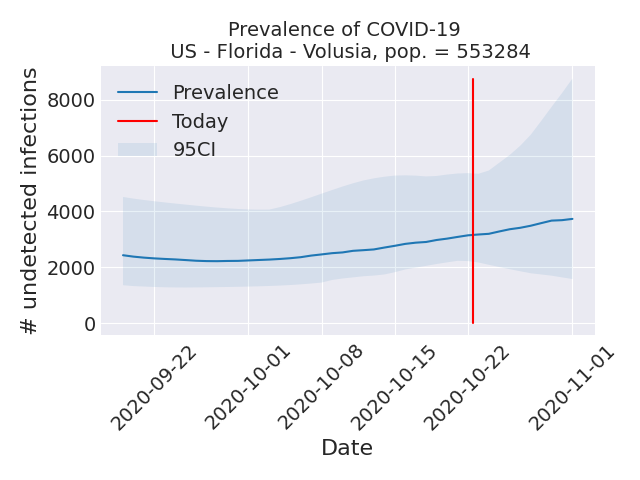 Prevalence of COVID-19
US - Florida - Volusia, pop. = 553284
# undetected infections
8000
6000
4000
2000
0
Prevalence
Today
95CI
2020-09-22
2020-10-01
2020-10-08
2020-10-15
2020-10-22
2020-11-01
Date